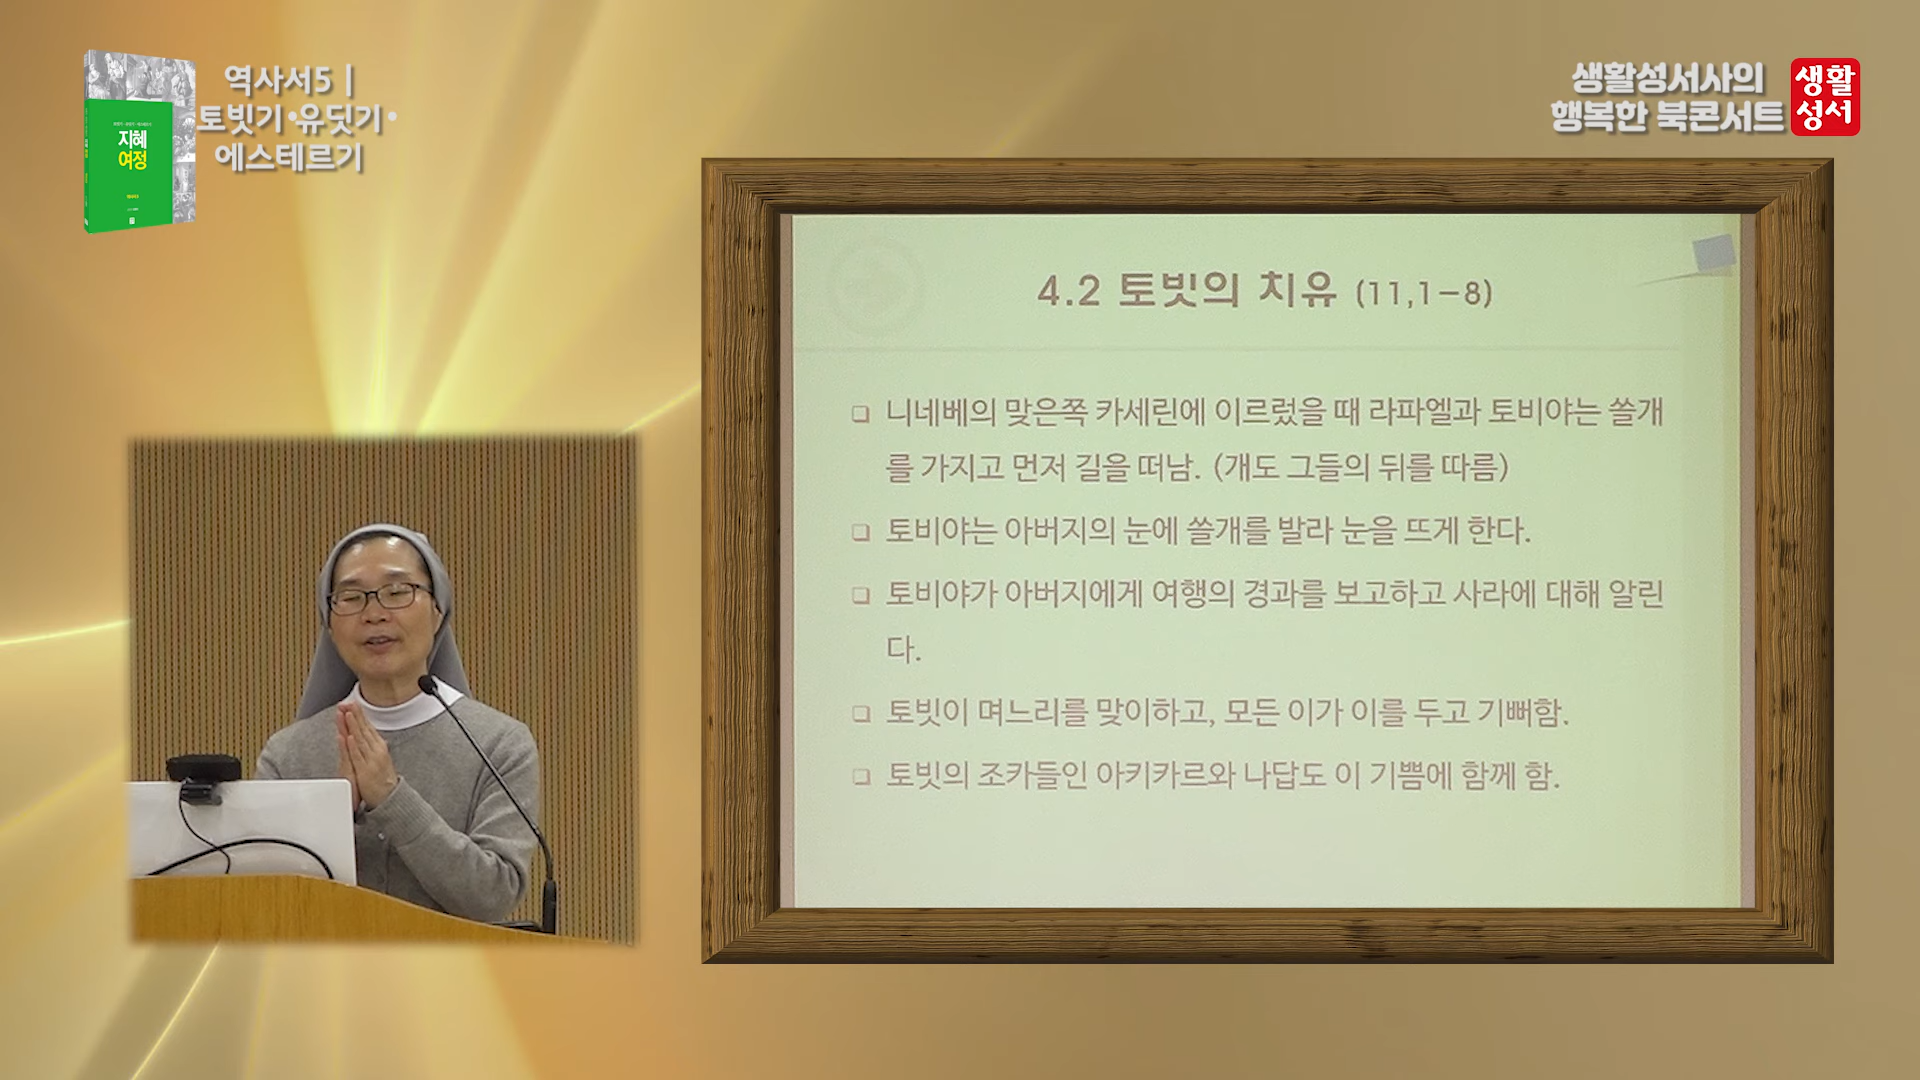 역사서5 |
토빗기·유딧기·
에스테르기
지혜
여정
생활성서사의
행복한 북콘서트
생활
성서
4.2 토빗의 치유 (11,1-8)
❑ 니네베의 맞은쪽 카세린에 이르렀을 때 라파엘과 토비야는 쓸개
를 가지고 먼저 길을 떠남. (개도 그들의 뒤를 따름)
❑ 토비야는 아버지의 눈에 쓸개를 발라 눈을 뜨게 한다.
❑ 토비야가 아버지에게 여행의 경과를 보고하고 사라에 대해 알린
다.
❑ 토빗이 며느리를 맞이하고, 모든 이가 이를 두고 기뻐함.
❑ 토빗의 조카들인 아키카르와 나답도 이 기쁨에 함께 함.